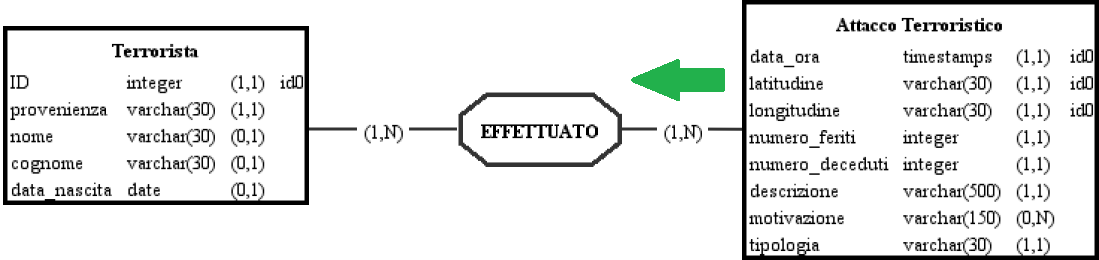 Terrorista
ID integer (1,1) id0
provenienza varchar(30) (1,1)
nome varchar(30) (0,1)
cognome varchar(30) (0,1)
data_nascita date (0,1)
(1,N)
EFFETTUATO
(1,N)
Attacco Terroristico
data_ora timestamps (1,1) id0
latitudine varchar(30) (1,1) id0
longitudine varchar(30) (1,1) id0
numero_feriti integer (1,1)
numero_deceduti integer (1,1)
descrizione varchar(500) (1,1)
motivazione varchar(150) (0,N)
tipologia varchar(30) (1,1)